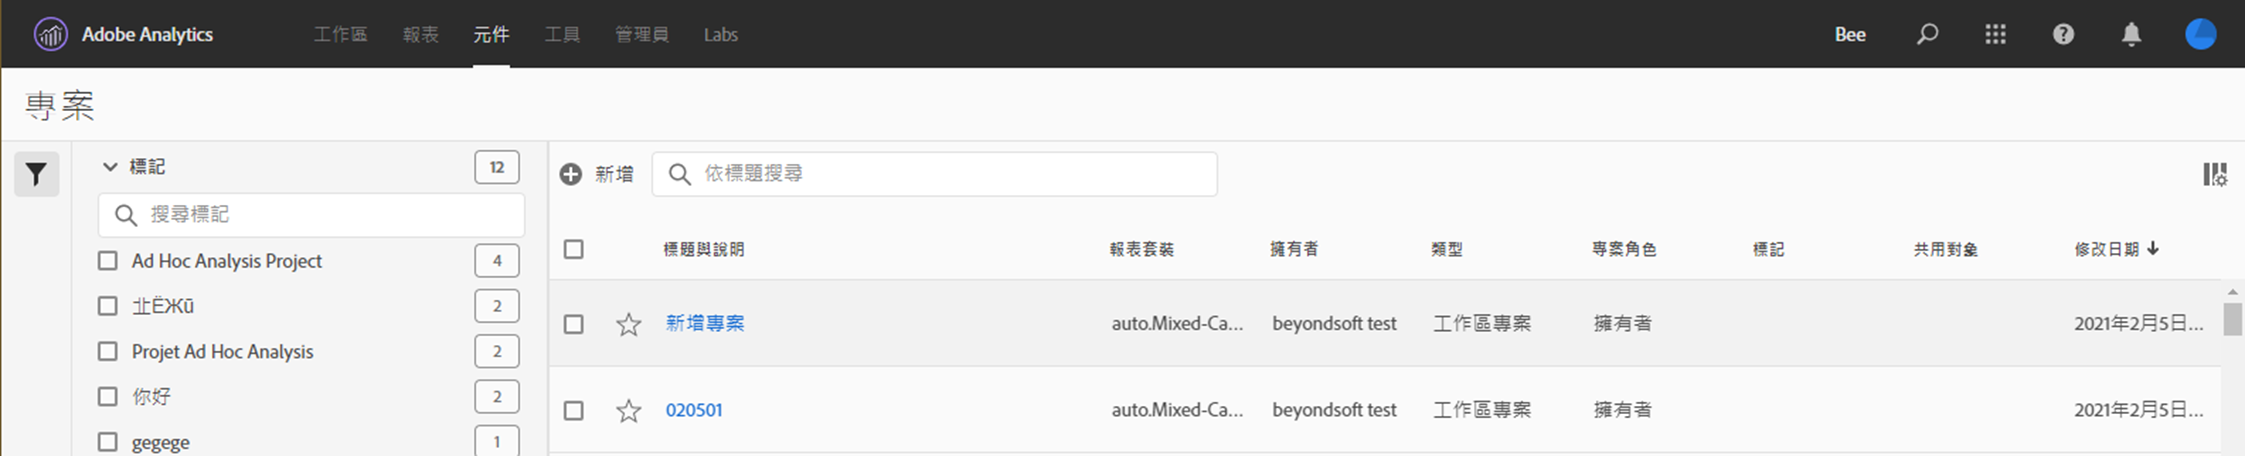 Adobe Analytics 工作區 報表 元件 工具 管理員 Labs Bee
專案
標記 12
新增 依標題搜尋
搜尋標記
標題與說明 報表套裝 擁有者 類型 專案角色 標記 共用對象 修改日期
Ad Hoc Analysis Project 4
㐀ЁЖū 2
新增專案 auto.Mixed-Ca... beyondsoft test 工作區專案 擁有者 2021年2月5日...
Projet Ad Hoc Analysis 2
你好 2
020501 auto.Mixed-Ca... beyondsoft test 工作區專案 擁有者 2021年2月5日...
gegege 1